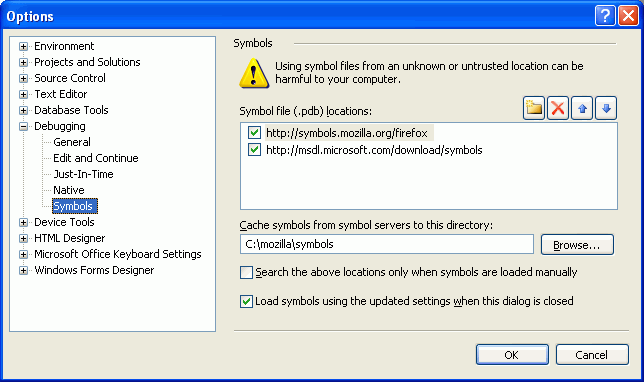 Options
Environment
Projects and Solutions
Source Control
Text Editor
Database Tools
Debugging
General
Edit and Continue
Just-In-Time
Native
Symbols
Device Tools
HTML Designer
Microsoft Office Keyboard Settings
Windows Forms Designer
Symbols
Using symbol files from an unknown or untrusted location can be
harmful to your computer.
Symbol file (.pdb) locations:
http://symbols.mozilla.org/firefox
http://msdl.microsoft.com/download/symbols
Cache symbols from symbol servers to this directory:
C:\mozilla\symbols
Browse...
Search the above locations only when symbols are loaded manually
Load symbols using the updated settings when this dialog is closed
OK
Cancel